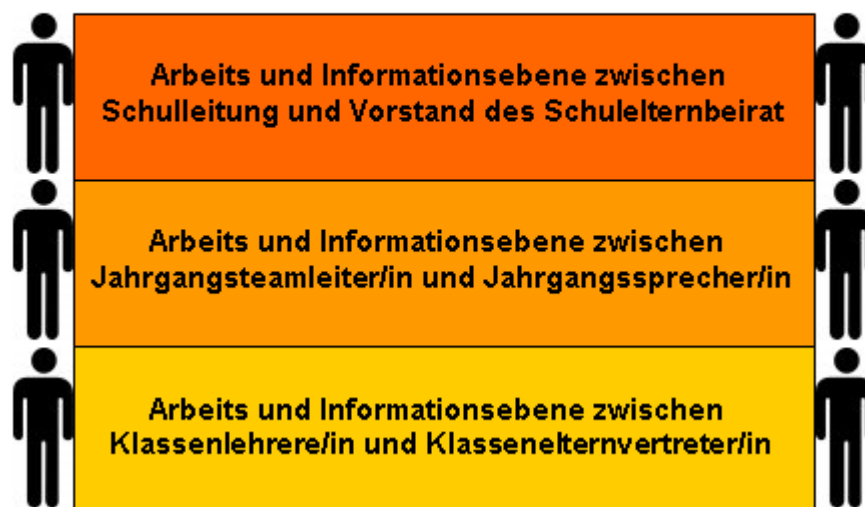 Arbeits und Informationsebene zwischen
Schulleitung und Vorstand des Schulelternbeirat
Arbeits und Informationsebene zwischen
Jahrgangsteamleiter/in und Jahrgangssprecher/in
Arbeits und Informationsebene zwischen
Klassenlehrere/in und Klassenelternvertreter/in